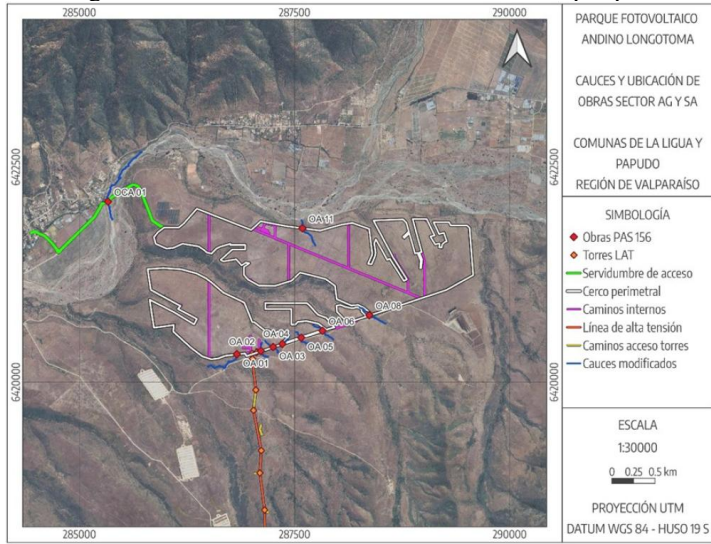 285000
287500
290000
6422500
6420000
OCA 01
OA 11
OA 08
OA 06
OA 05
OA 04
OA 03
OA 02
OA 01
6422500
6420000
285000
287500
290000
PARQUE FOTOVOLTAICO
ANDINO LONGOTOMA
CAUCES Y UBICACIÓN DE
OBRAS SECTOR AG Y SA
COMUNAS DE LA LIGUA Y
PAPUDO
REGIÓN DE VALPARAÍSO
SIMBOLOGÍA
Obras PAS 156
Torres LAT
Servidumbre de acceso
Cerco perimetral
Caminos internos
Línea de alta tensión
Caminos acceso torres
Cauces modificados
ESCALA
1:30000
0 0.25 0.5 km
PROYECCIÓN UTM
DATUM WGS 84 - HUSO 19 S